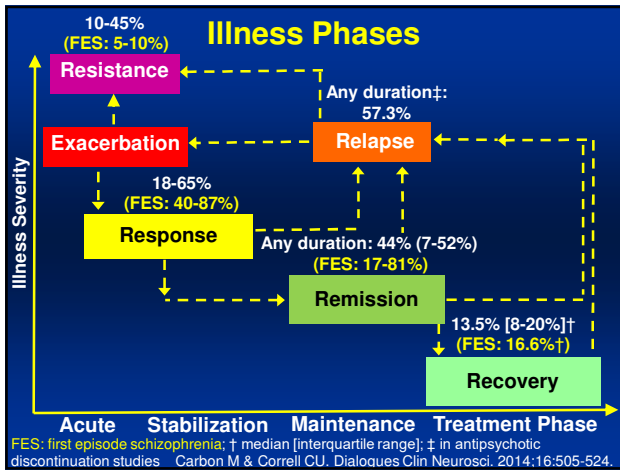 Illness Phases
10-45%
(FES: 5-10%)
Resistance
Any duration‡:
57.3%
Exacerbation
Relapse
18-65%
(FES: 40-87%)
Response
Any duration: 44% (7-52%)
(FES: 17-81%)
Remission
13.5% [8-20%]†
(FES: 16.6%†)
Recovery
Illness Severity
Acute Stabilization Maintenance Treatment Phase
FES: first episode schizophrenia; † median [interquartile range]; ‡ in antipsychotic
discontinuation studies Carbon M & Correll CU. Dialogues Clin Neurosci. 2014:16:505-524.